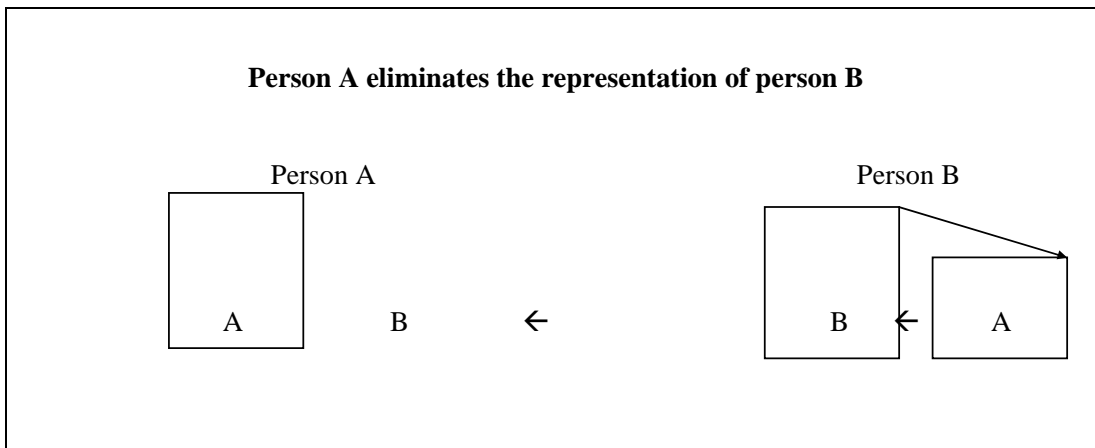 Person A eliminates the representation of person B
Person A Person B
A B ← B ← A